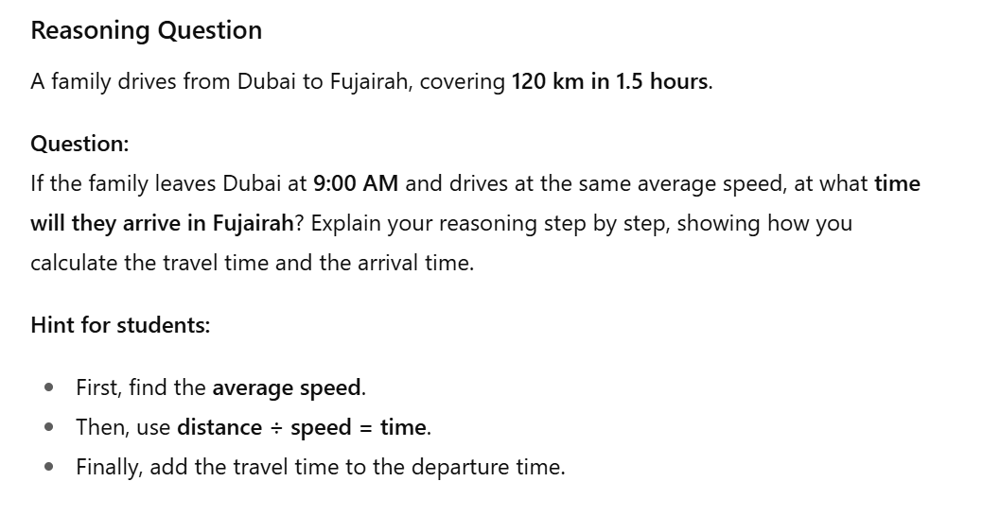 Reasoning Question
A family drives from Dubai to Fujairah, covering 120 km in 1.5 hours.
Question:
If the family leaves Dubai at 9:00 AM and drives at the same average speed, at what time
will they arrive in Fujairah? Explain your reasoning step by step, showing how you
calculate the travel time and the arrival time.
Hint for students:
• First, find the average speed.
• Then, use distance ÷ speed = time.
• Finally, add the travel time to the departure time.